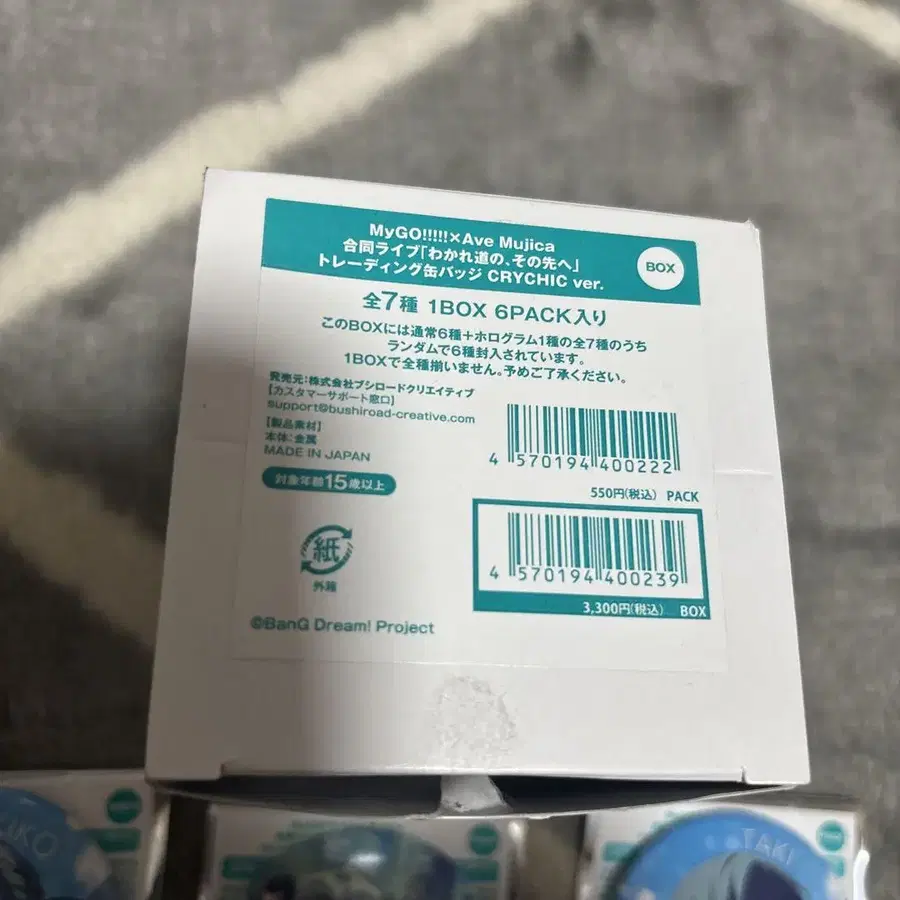 MyGO!!!!!×Ave Mujica
合同ライブ「わかれ道の、その先へ」
トレーディング缶バッジ CRYCHIC ver.
BOX
全7種 1BOX 6PACK入り
このBOXには通常6種+ホログラム1種の全7種のうち
ランダムで6種封入されています。
1BOXで全種揃いません。予めご了承ください。
発売元:株式会社ブシロードクリエイティブ
【カスタマーサポート窓口】
support@bushiroad-creative.com
【製品素材】
本体:金属
MADE IN JAPAN
対象年齢15歳以上
4 570194 400222
550円(税込) PACK
4 570194 400239
3,300円(税込) BOX
紙
外箱
©BanG Dream! Project
TAKI